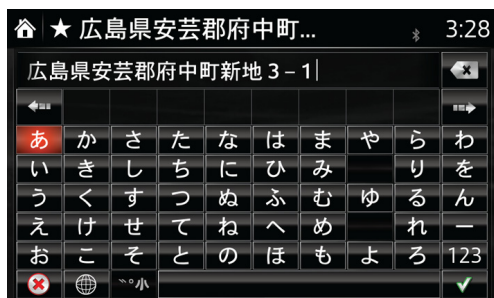 ★ 広島県安芸郡府中町... 3:28
広島県安芸郡府中町新地 3 – 1
あ か さ た な は ま や ら わ
い き し ち に ひ み り を
う く す つ ぬ ふ む ゆ る ん
え け せ て ね へ め れ ー
お こ そ と の ほ も よ ろ 123
゛゜小